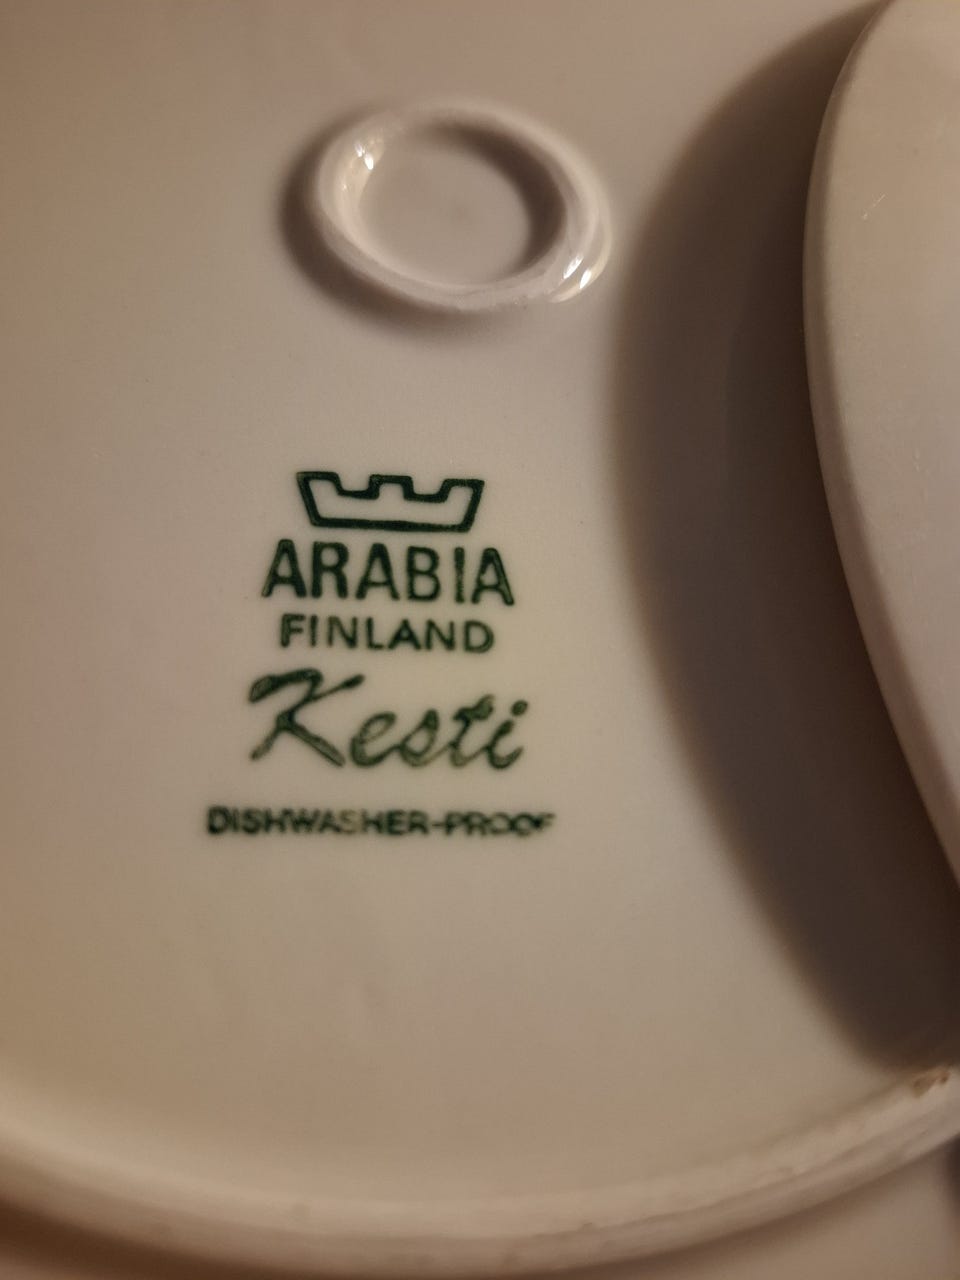 ARABIA
FINLAND
Kesti
DISHWASHER-PROOF